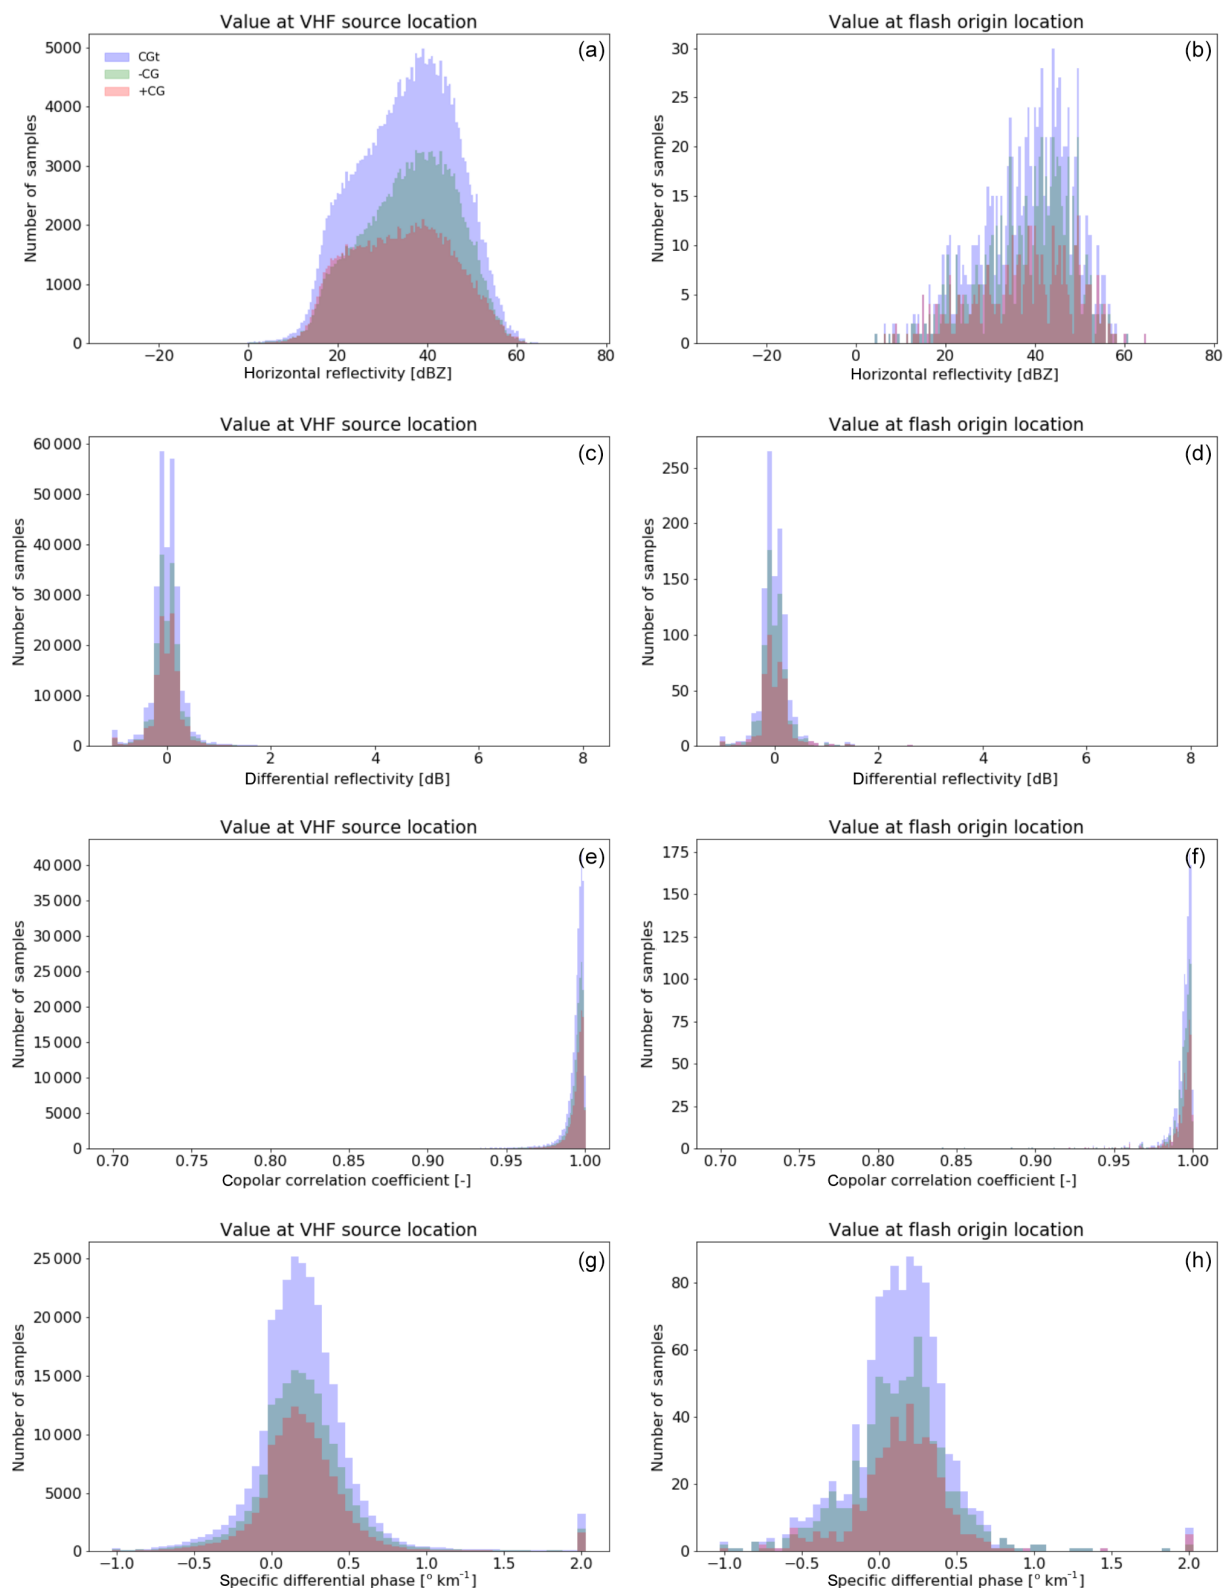 Value at VHF source location
(a)
CGt
-CG
+CG
5000
4000
3000
2000
1000
0
Number of samples
−20 0 20 40 60 80
Horizontal reflectivity [dBZ]
Value at flash origin location
(b)
30
25
20
15
10
5
0
Number of samples
−20 0 20 40 60 80
Horizontal reflectivity [dBZ]
Value at VHF source location
(c)
60 000
50 000
40 000
30 000
20 000
10 000
0
Number of samples
0 2 4 6 8
Differential reflectivity [dB]
Value at flash origin location
(d)
250
200
150
100
50
0
Number of samples
0 2 4 6 8
Differential reflectivity [dB]
Value at VHF source location
(e)
40 000
35 000
30 000
25 000
20 000
15 000
10 000
5000
0
Number of samples
0.70 0.75 0.80 0.85 0.90 0.95 1.00
Copolar correlation coefficient [-]
Value at flash origin location
(f)
175
150
125
100
75
50
25
0
Number of samples
0.70 0.75 0.80 0.85 0.90 0.95 1.00
Copolar correlation coefficient [-]
Value at VHF source location
(g)
25 000
20 000
15 000
10 000
5000
0
Number of samples
−1.0 −0.5 0.0 0.5 1.0 1.5 2.0
Specific differential phase [° km⁻¹]
Value at flash origin location
(h)
80
60
40
20
0
Number of samples
−1.0 −0.5 0.0 0.5 1.0 1.5 2.0
Specific differential phase [° km⁻¹]